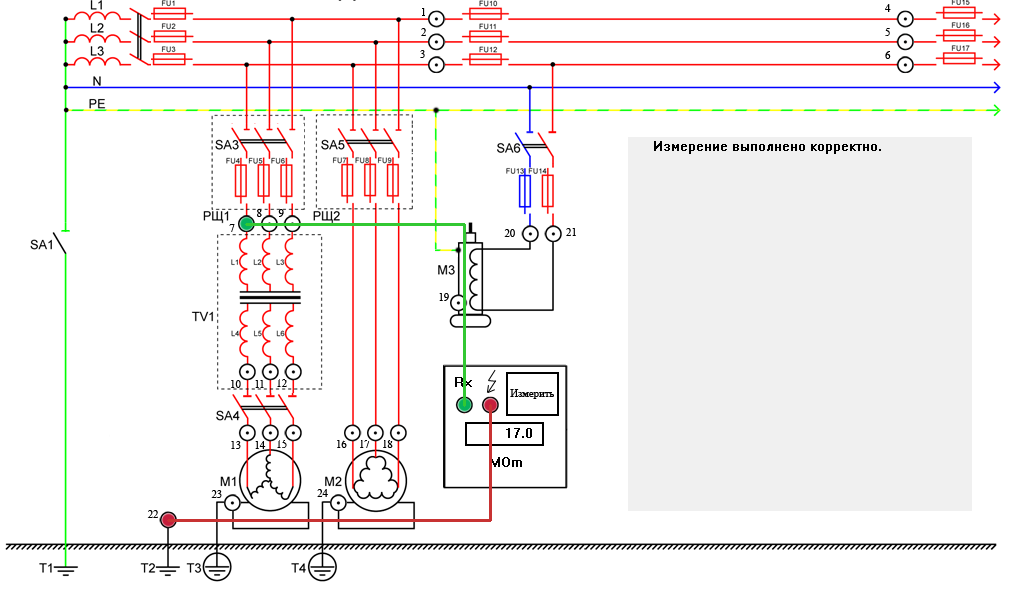 L1
FU1
1
FU10
4
FU15
L2
FU2
2
FU11
5
FU16
L3
FU3
3
FU12
6
FU17
N
PE
SA3
SA5
SA6
Измерение выполнено корректно.
FU4
FU5
FU6
FU7
FU8
FU9
FU13
FU14
РЩ1
8
9
РЩ2
7
20
21
SA1
L1
L2
L3
M3
19
TV1
L4
L5
L6
10
11
12
Rx
Измерить
SA4
17.0
13
14
15
16
17
18
MOm
M1
M2
23
24
22
T1
T2
T3
T4